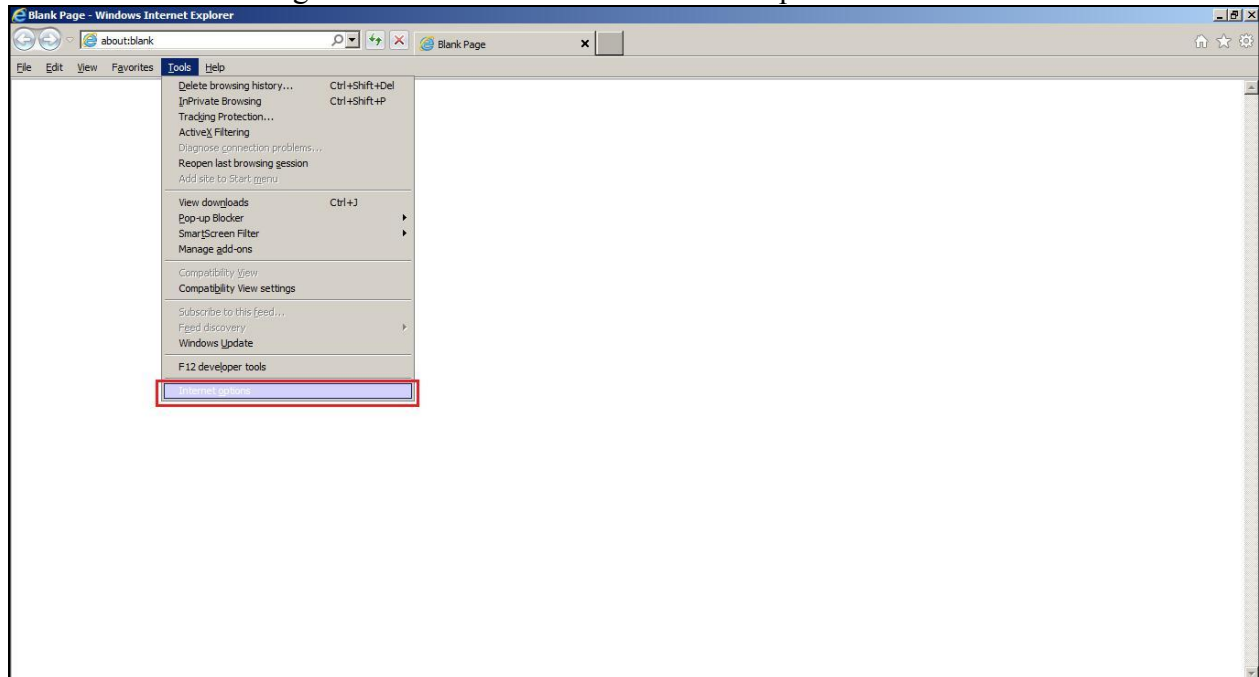 Blank Page - Windows Internet Explorer
about:blank
Blank Page
File Edit View Favorites Tools Help
Delete browsing history... Ctrl+Shift+Del
InPrivate Browsing Ctrl+Shift+P
Tracking Protection...
ActiveX Filtering
Diagnose connection problems...
Reopen last browsing session
Add site to Start menu
View downloads Ctrl+J
Pop-up Blocker
SmartScreen Filter
Manage add-ons
Compatibility View
Compatibility View settings
Subscribe to this feed...
Feed discovery
Windows Update
F12 developer tools
Internet options